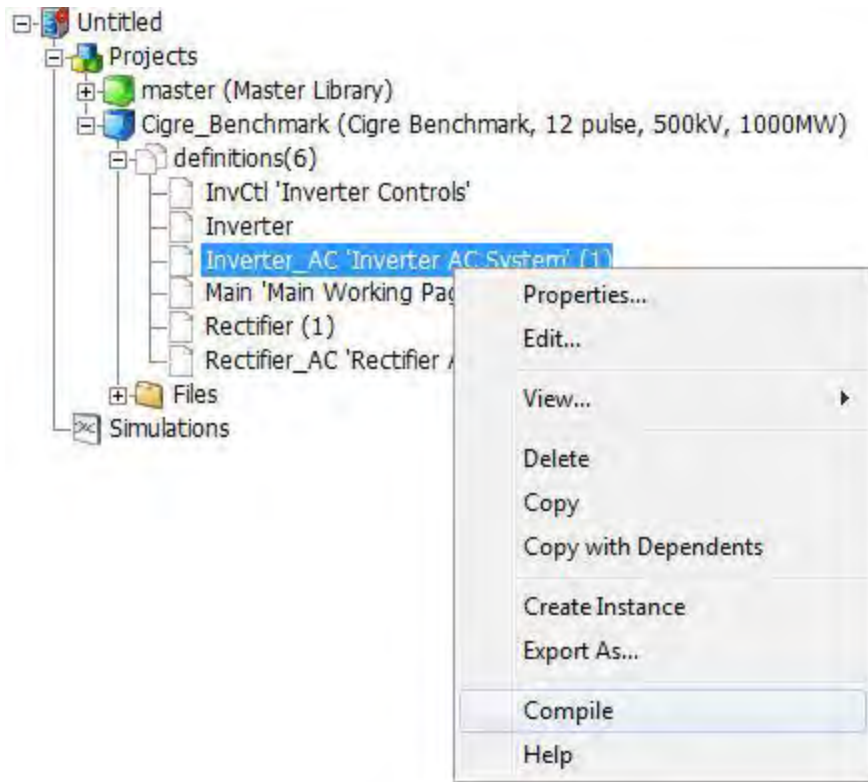 Untitled
Projects
master (Master Library)
Cigre_Benchmark (Cigre Benchmark, 12 pulse, 500kV, 1000MW)
definitions(6)
InvCtl 'Inverter Controls'
Inverter
Inverter_AC 'Inverter AC System' (1)
Main 'Main Working Pag
Rectifier (1)
Rectifier_AC 'Rectifier
Files
Simulations
Properties...
Edit...
View...
Delete
Copy
Copy with Dependents
Create Instance
Export As...
Compile
Help